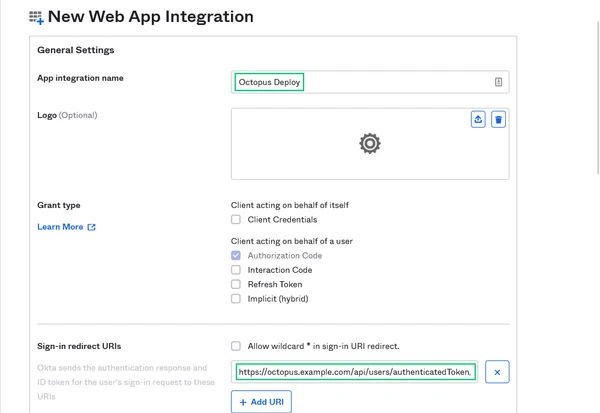 New Web App Integration
General Settings
App integration name
Octopus Deploy
Logo (Optional)
Grant type
Learn More
Client acting on behalf of itself
Client Credentials
Client acting on behalf of a user
Authorization Code
Interaction Code
Refresh Token
Implicit (hybrid)
Sign-in redirect URIs
Okta sends the authentication response and
ID token for the user's sign-in request to these
URIs
Allow wildcard * in sign-in URI redirect.
https://octopus.example.com/api/users/authenticatedToken.
+ Add URI